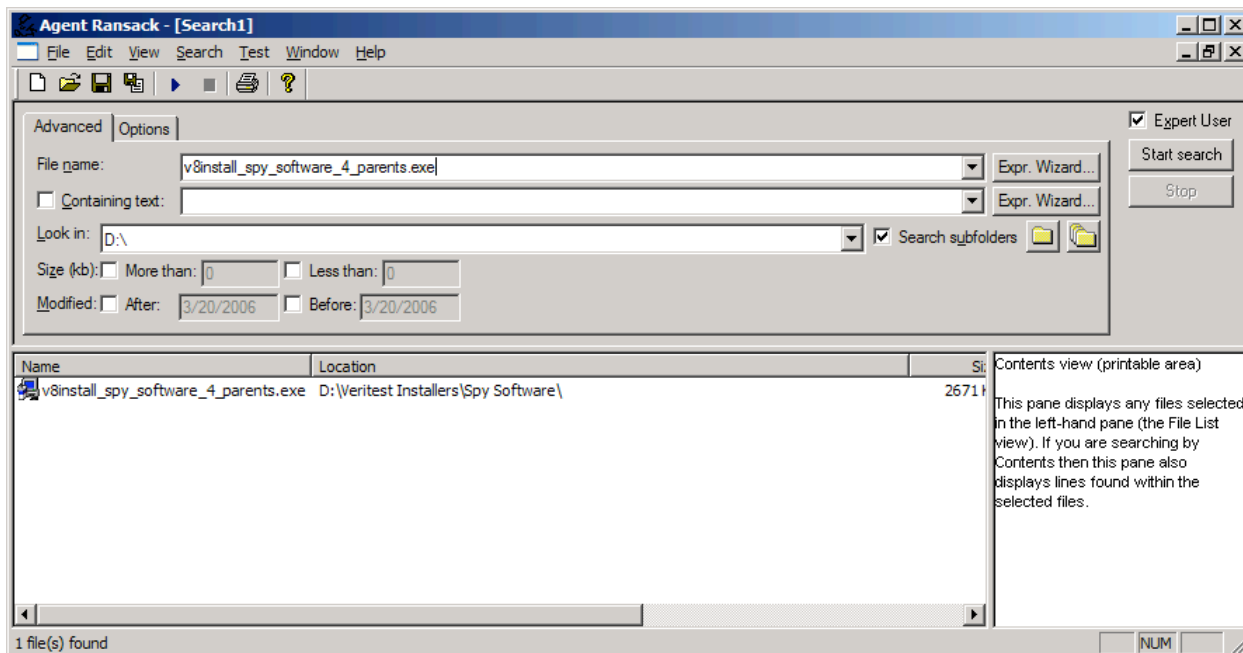 Agent Ransack - [Search1]
File Edit View Search Test Window Help
Advanced Options
Expert User
File name: v8install_spy_software_4_parents.exe Expr. Wizard... Start search
Containing text: Expr. Wizard... Stop
Look in: D:\ Search subfolders
Size (kb): More than: 0 Less than: 0
Modified: After: 3/20/2006 Before: 3/20/2006
Name Location Si
v8install_spy_software_4_parents.exe D:\Veritest Installers\Spy Software\ 2671
Contents view (printable area)
This pane displays any files selected
in the left-hand pane (the File List
view). If you are searching by
Contents then this pane also
displays lines found within the
selected files.
1 file(s) found NUM